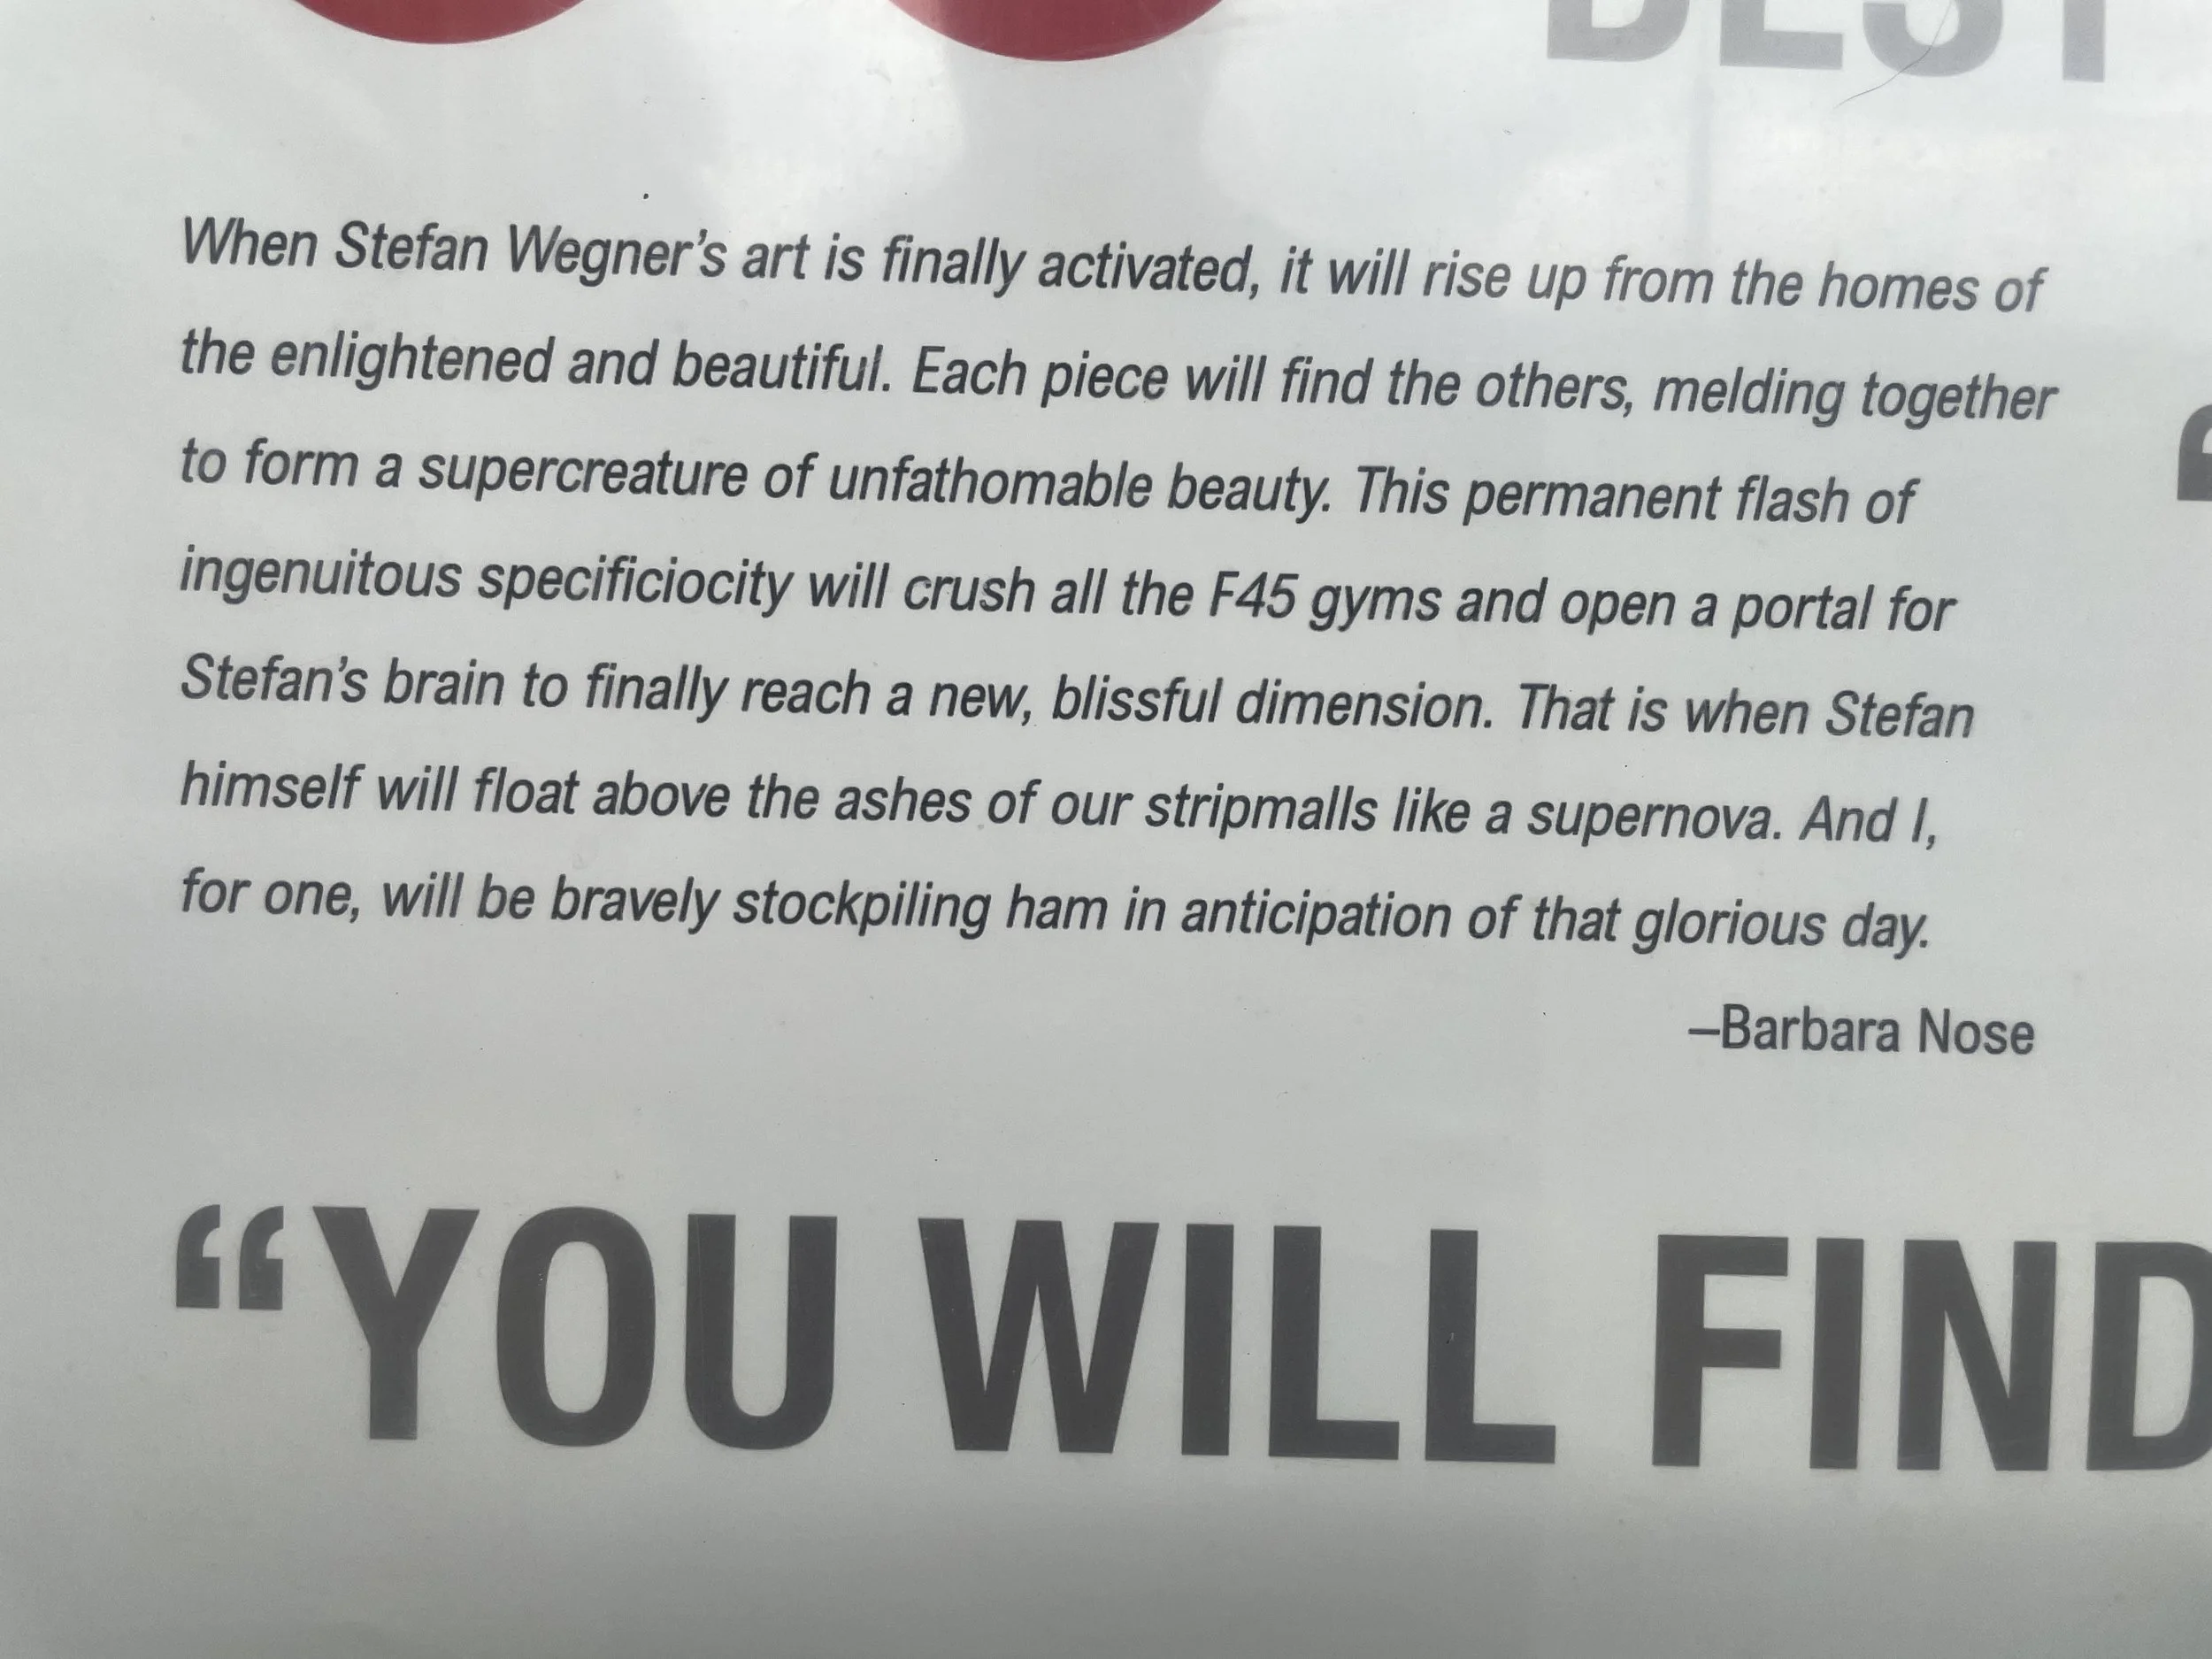 BEST
When Stefan Wegner’s art is finally activated, it will rise up from the homes of
the enlightened and beautiful. Each piece will find the others, melding together
to form a supercreature of unfathomable beauty. This permanent flash of
ingenuitous specificiocity will crush all the F45 gyms and open a portal for
Stefan’s brain to finally reach a new, blissful dimension. That is when Stefan
himself will float above the ashes of our stripmalls like a supernova. And I,
for one, will be bravely stockpiling ham in anticipation of that glorious day.
–Barbara Nose
“YOU WILL FIND